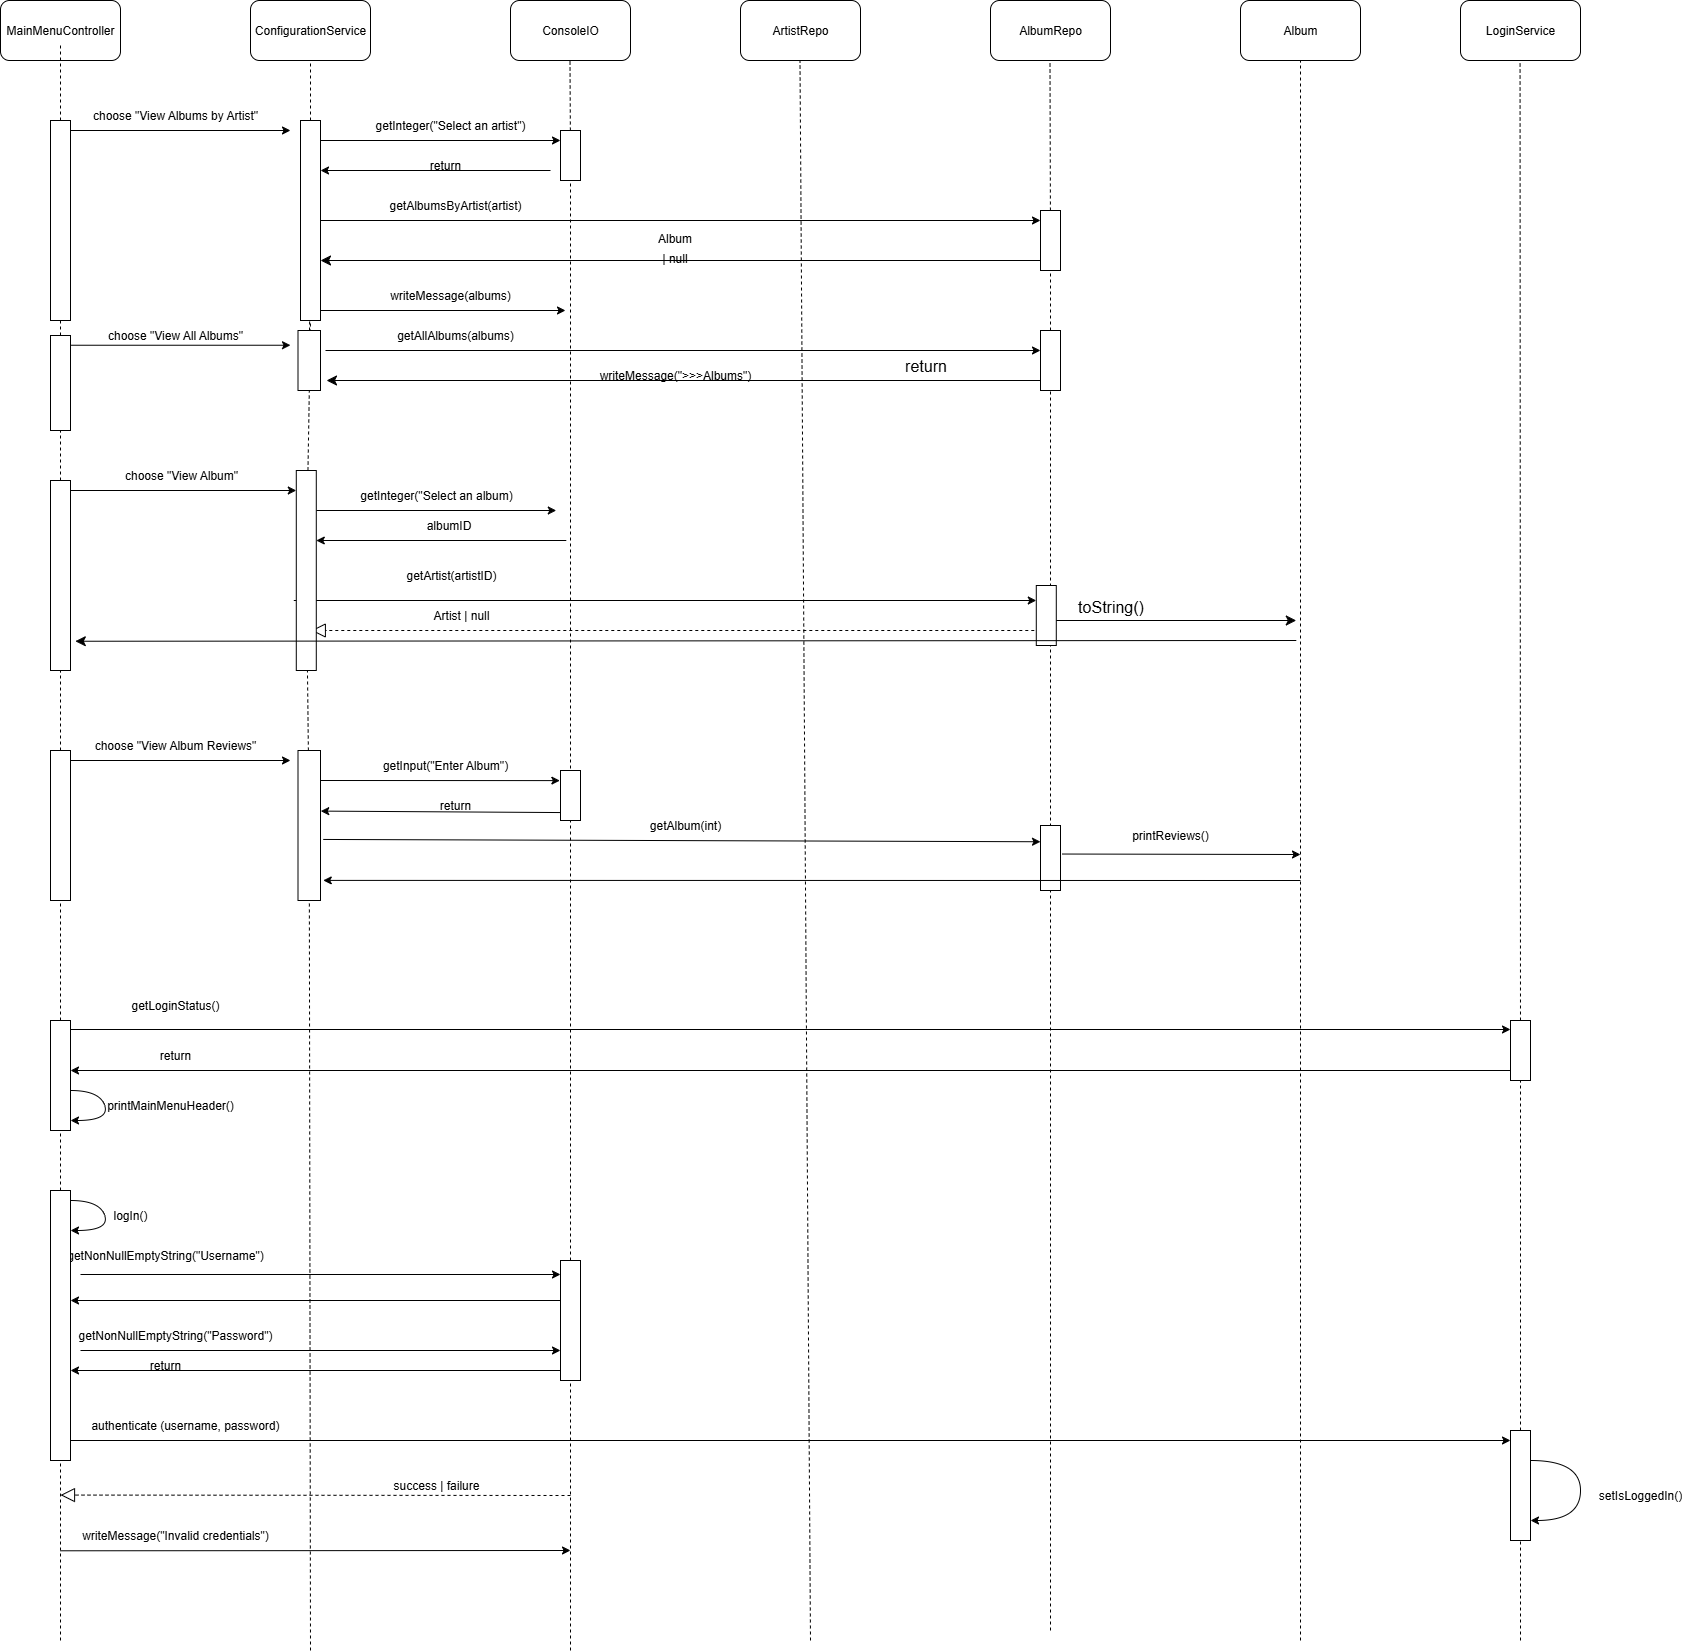 MainMenuController
ConfigurationService
ConsoleIO
ArtistRepo
AlbumRepo
Album
LoginService
choose "View Albums by Artist"
getInteger("Select an artist")
return
getAlbumsByArtist(artist)
Album
| null
writeMessage(albums)
choose "View All Albums"
getAllAlbums(albums)
return
writeMessage(">>>Albums")
choose "View Album"
getInteger("Select an album)
albumID
getArtist(artistID)
toString()
Artist | null
choose "View Album Reviews"
getInput("Enter Album")
return
getAlbum(int)
printReviews()
getLoginStatus()
return
printMainMenuHeader()
logIn()
getNonNullEmptyString("Username")
getNonNullEmptyString("Password")
return
authenticate (username, password)
success | failure
setIsLoggedIn()
writeMessage("Invalid credentials")